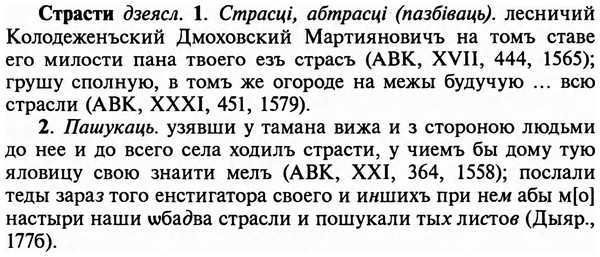 Страсти дзеясл. 1. Страсці, абтрасці (пазбіваць). лесничий
Колодеженъский Дмоховский Мартияновичъ на томъ ставе
его милости пана твоего езъ страсъ (АВК, XVII, 444, 1565);
грушу сполную, в томъ же огороде на межы будучую ... всю
страсли (АВК, XXXI, 451, 1579).
2. Пашукаць. узявши у тамана вижа и з стороною людьми
до нее и до всего села ходилъ страсти, у чиемъ бы дому тую
яловицу свою знаити мелъ (АВК, XXI, 364, 1558); послали
теды зараз того енстигатора своего и инших при нем абы м[о]
настыри наши ѡбадва страсли и пошукали тых листов (Дыяр.,
177б).